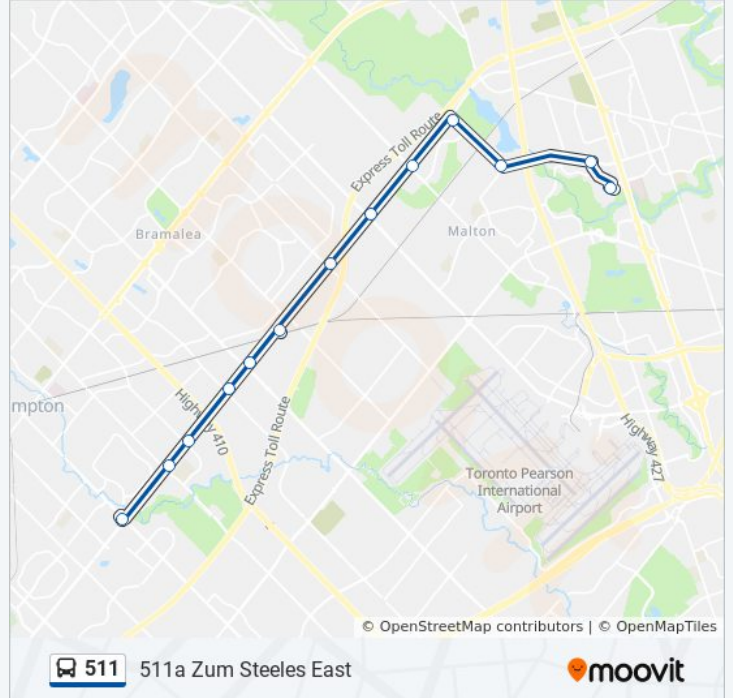 Express Toll Route
Bramalea
Malton
mpton
Highway 410
Express Toll Route
Highway 427
Toronto Pearson
International
Airport
© OpenStreetMap contributors | © OpenMapTiles
511 511a Zum Steeles East
moovit